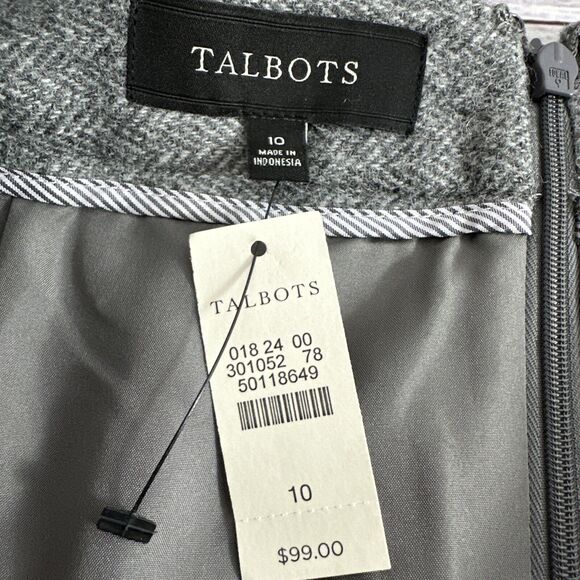 TALBOTS
10
MADE IN
INDONESIA
TALBOTS
018 24 00
301052 78
50118649
10
$99.00